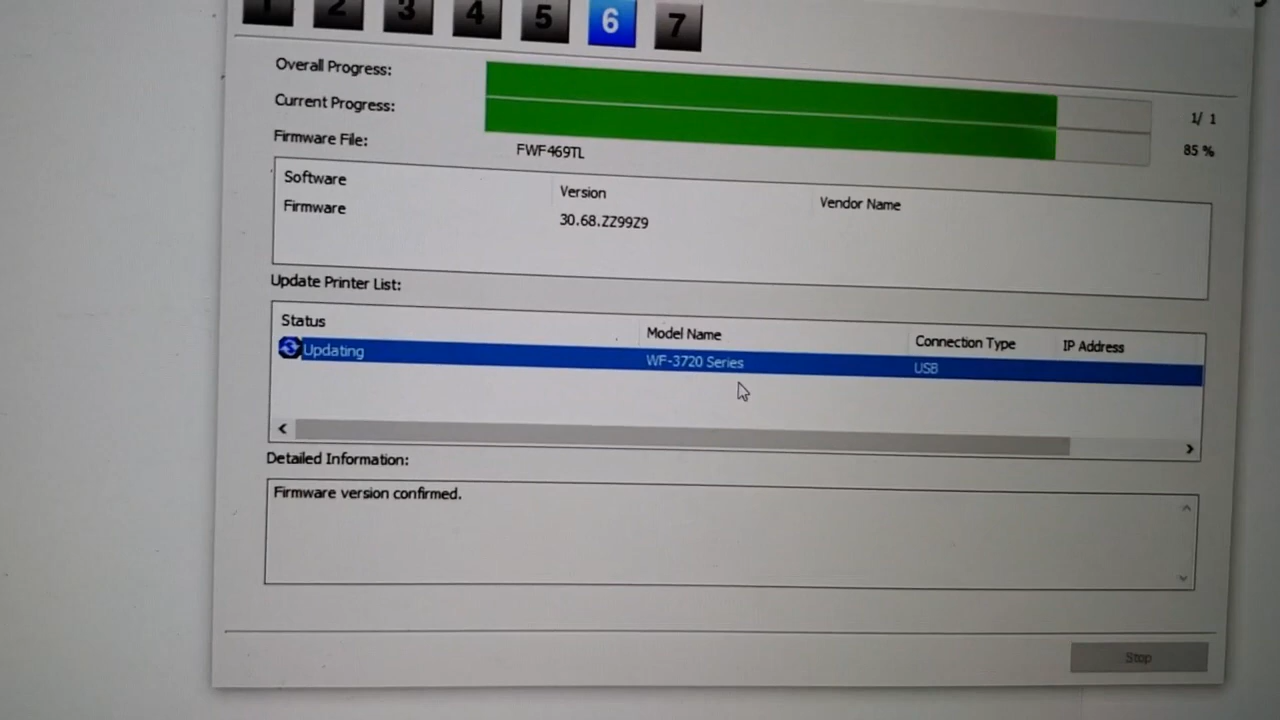 1 2 3 4 5 6 7
Overall Progress:
1/ 1
Current Progress:
85 %
Firmware File: FWF469TL
Software Version Vendor Name
Firmware 30.68.ZZ99Z9
Update Printer List:
Status Model Name Connection Type IP Address
Updating WF-3720 Series USB
Detailed Information:
Firmware version confirmed.
Stop